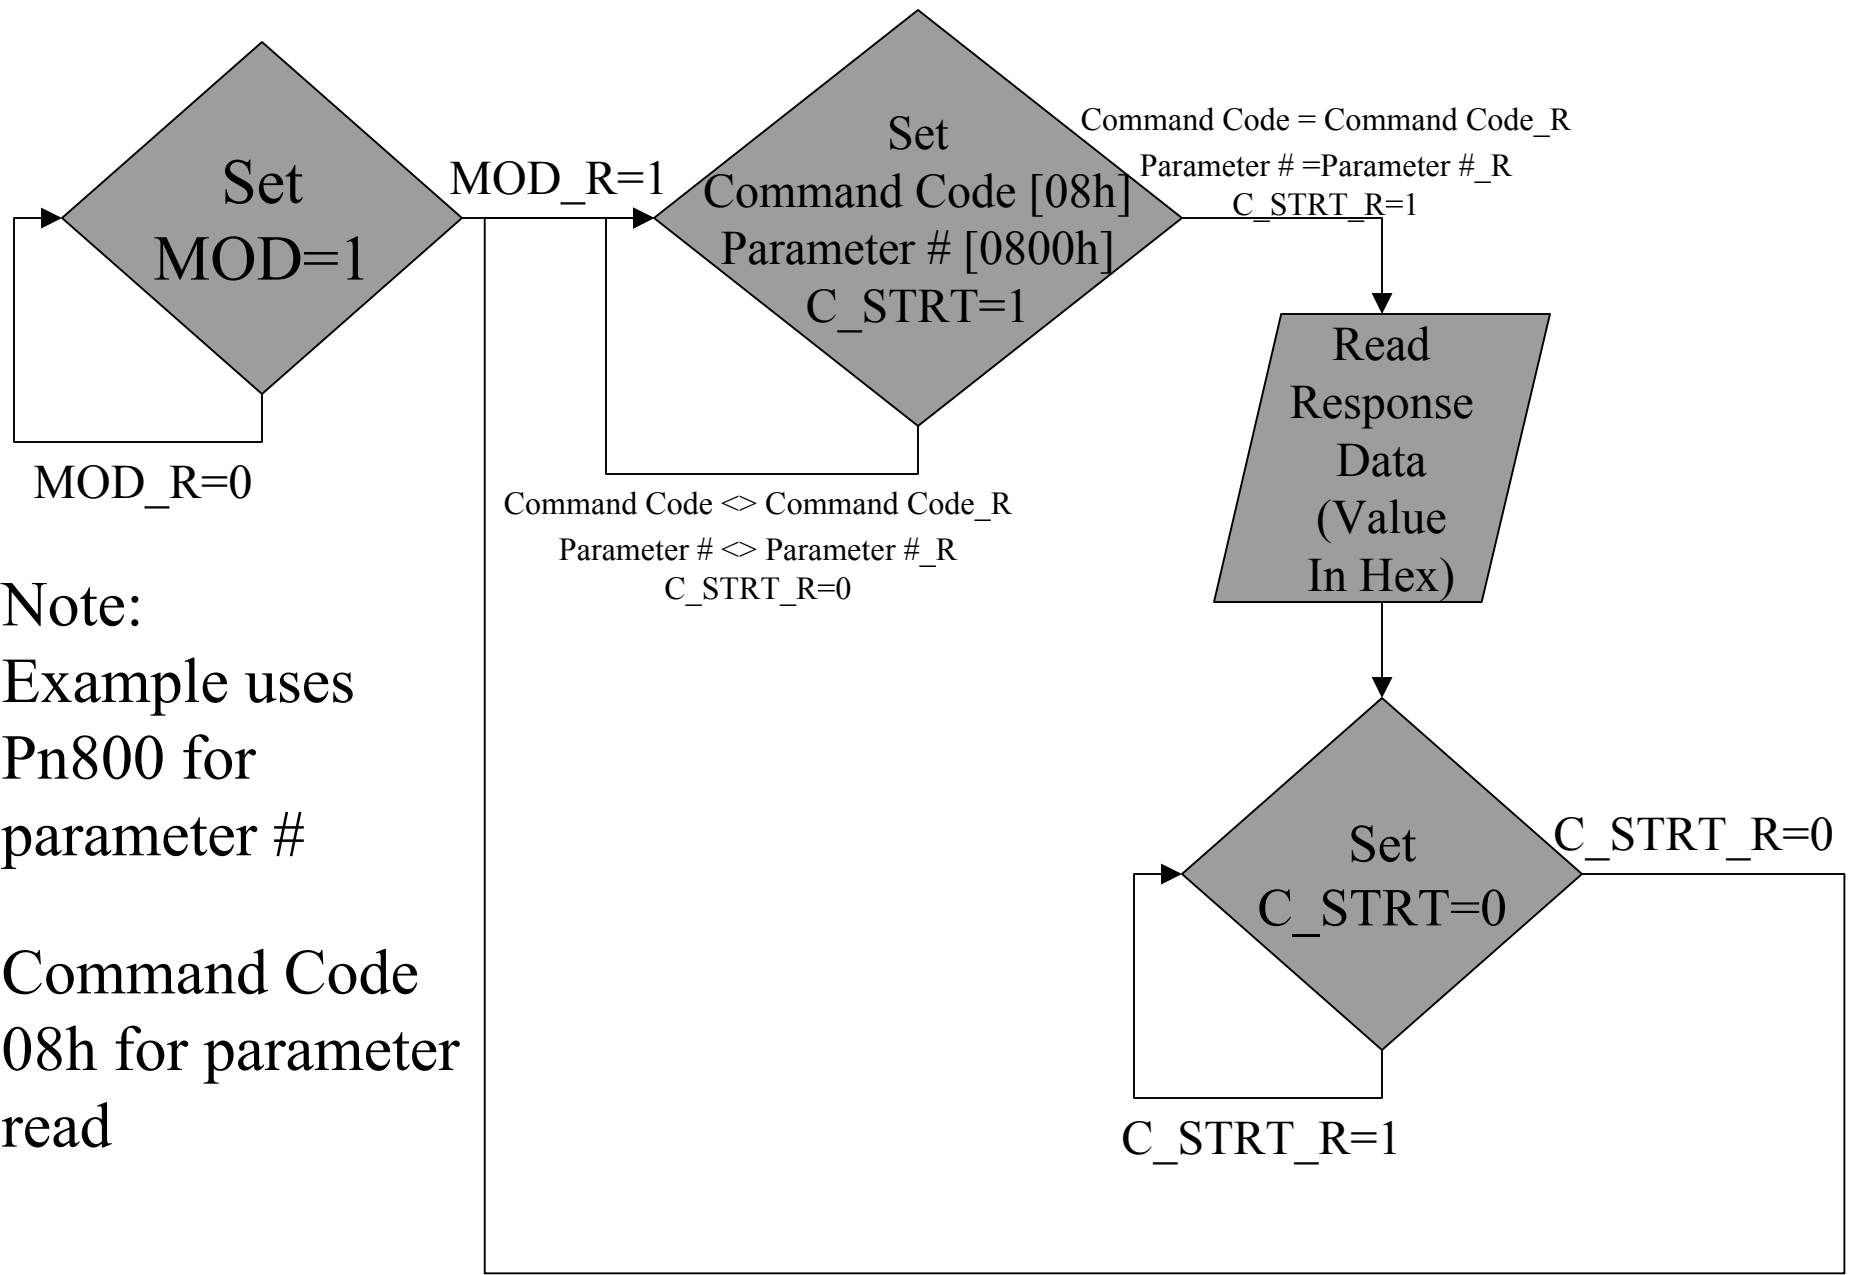 Set
MOD=1
MOD_R=0
MOD_R=1
Set
Command Code [08h]
Parameter # [0800h]
C_STRT=1
Command Code <> Command Code_R
Parameter # <> Parameter #_R
C_STRT_R=0
Command Code = Command Code_R
Parameter # =Parameter #_R
C_STRT_R=1
Read
Response
Data
(Value
In Hex)
Set
C_STRT=0
C_STRT_R=0
C_STRT_R=1
Note:
Example uses
Pn800 for
parameter #
Command Code
08h for parameter
read